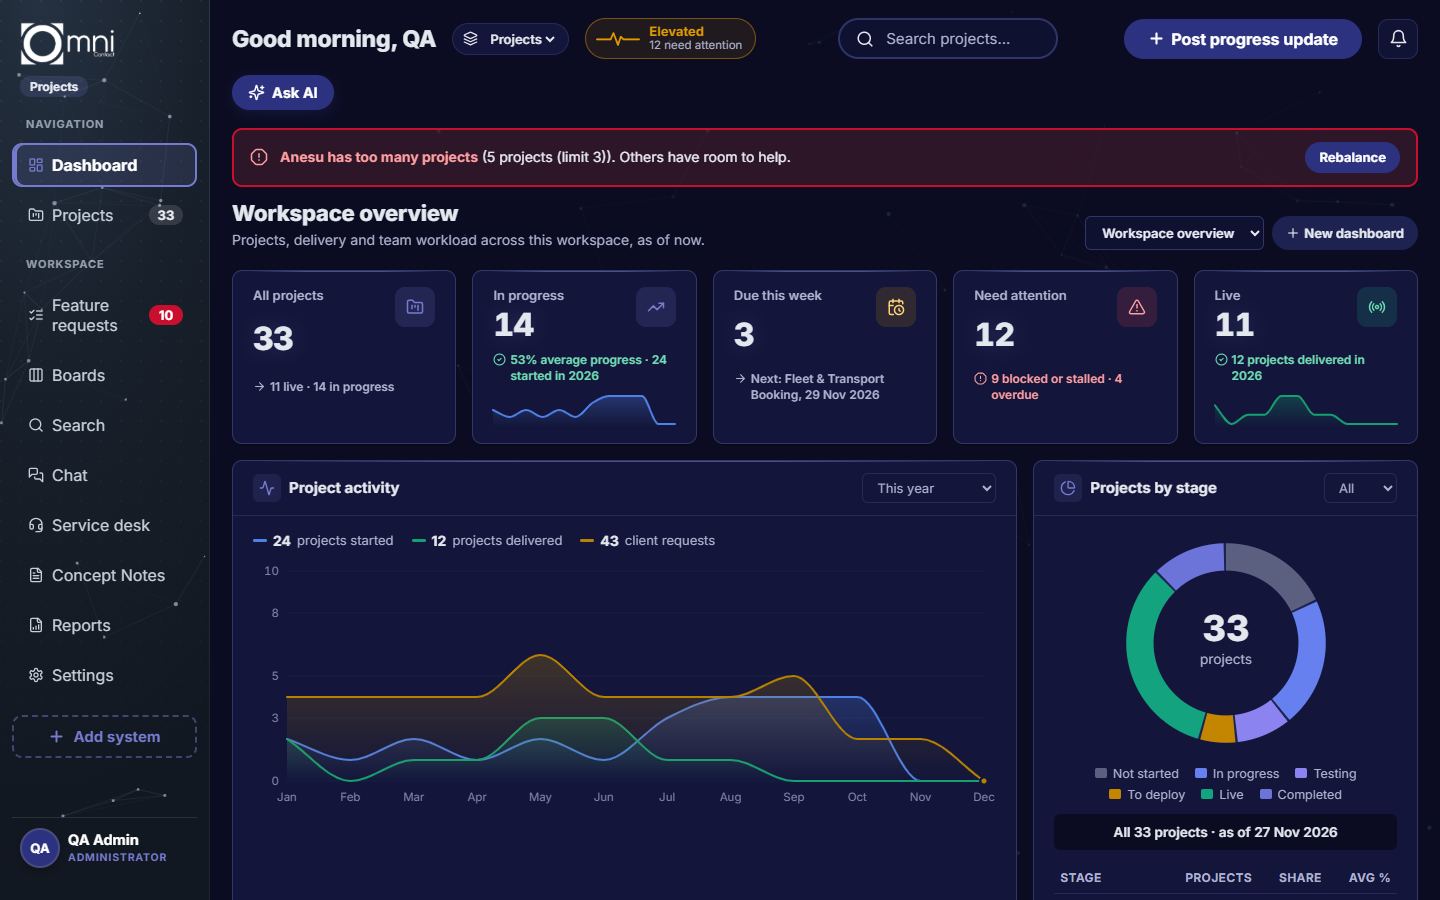 Omni
Contact
Projects
NAVIGATION
Dashboard
Projects 33
WORKSPACE
Feature requests 10
Boards
Search
Chat
Service desk
Concept Notes
Reports
Settings
+ Add system
QA
QA Admin
ADMINISTRATOR
Good morning, QA
Projects
Elevated
12 need attention
Search projects...
+ Post progress update
Ask AI
Anesu has too many projects (5 projects (limit 3)). Others have room to help.
Rebalance
Workspace overview
Projects, delivery and team workload across this workspace, as of now.
Workspace overview
+ New dashboard
All projects
33
→ 11 live · 14 in progress
In progress
14
53% average progress · 24
started in 2026
Due this week
3
→ Next: Fleet & Transport
Booking, 29 Nov 2026
Need attention
12
9 blocked or stalled · 4
overdue
Live
11
12 projects delivered in
2026
Project activity
This year
24 projects started
12 projects delivered
43 client requests
10
8
5
3
0
Jan Feb Mar Apr May Jun Jul Aug Sep Oct Nov Dec
Projects by stage
All
33
projects
Not started In progress Testing
To deploy Live Completed
All 33 projects · as of 27 Nov 2026
STAGE PROJECTS SHARE AVG %